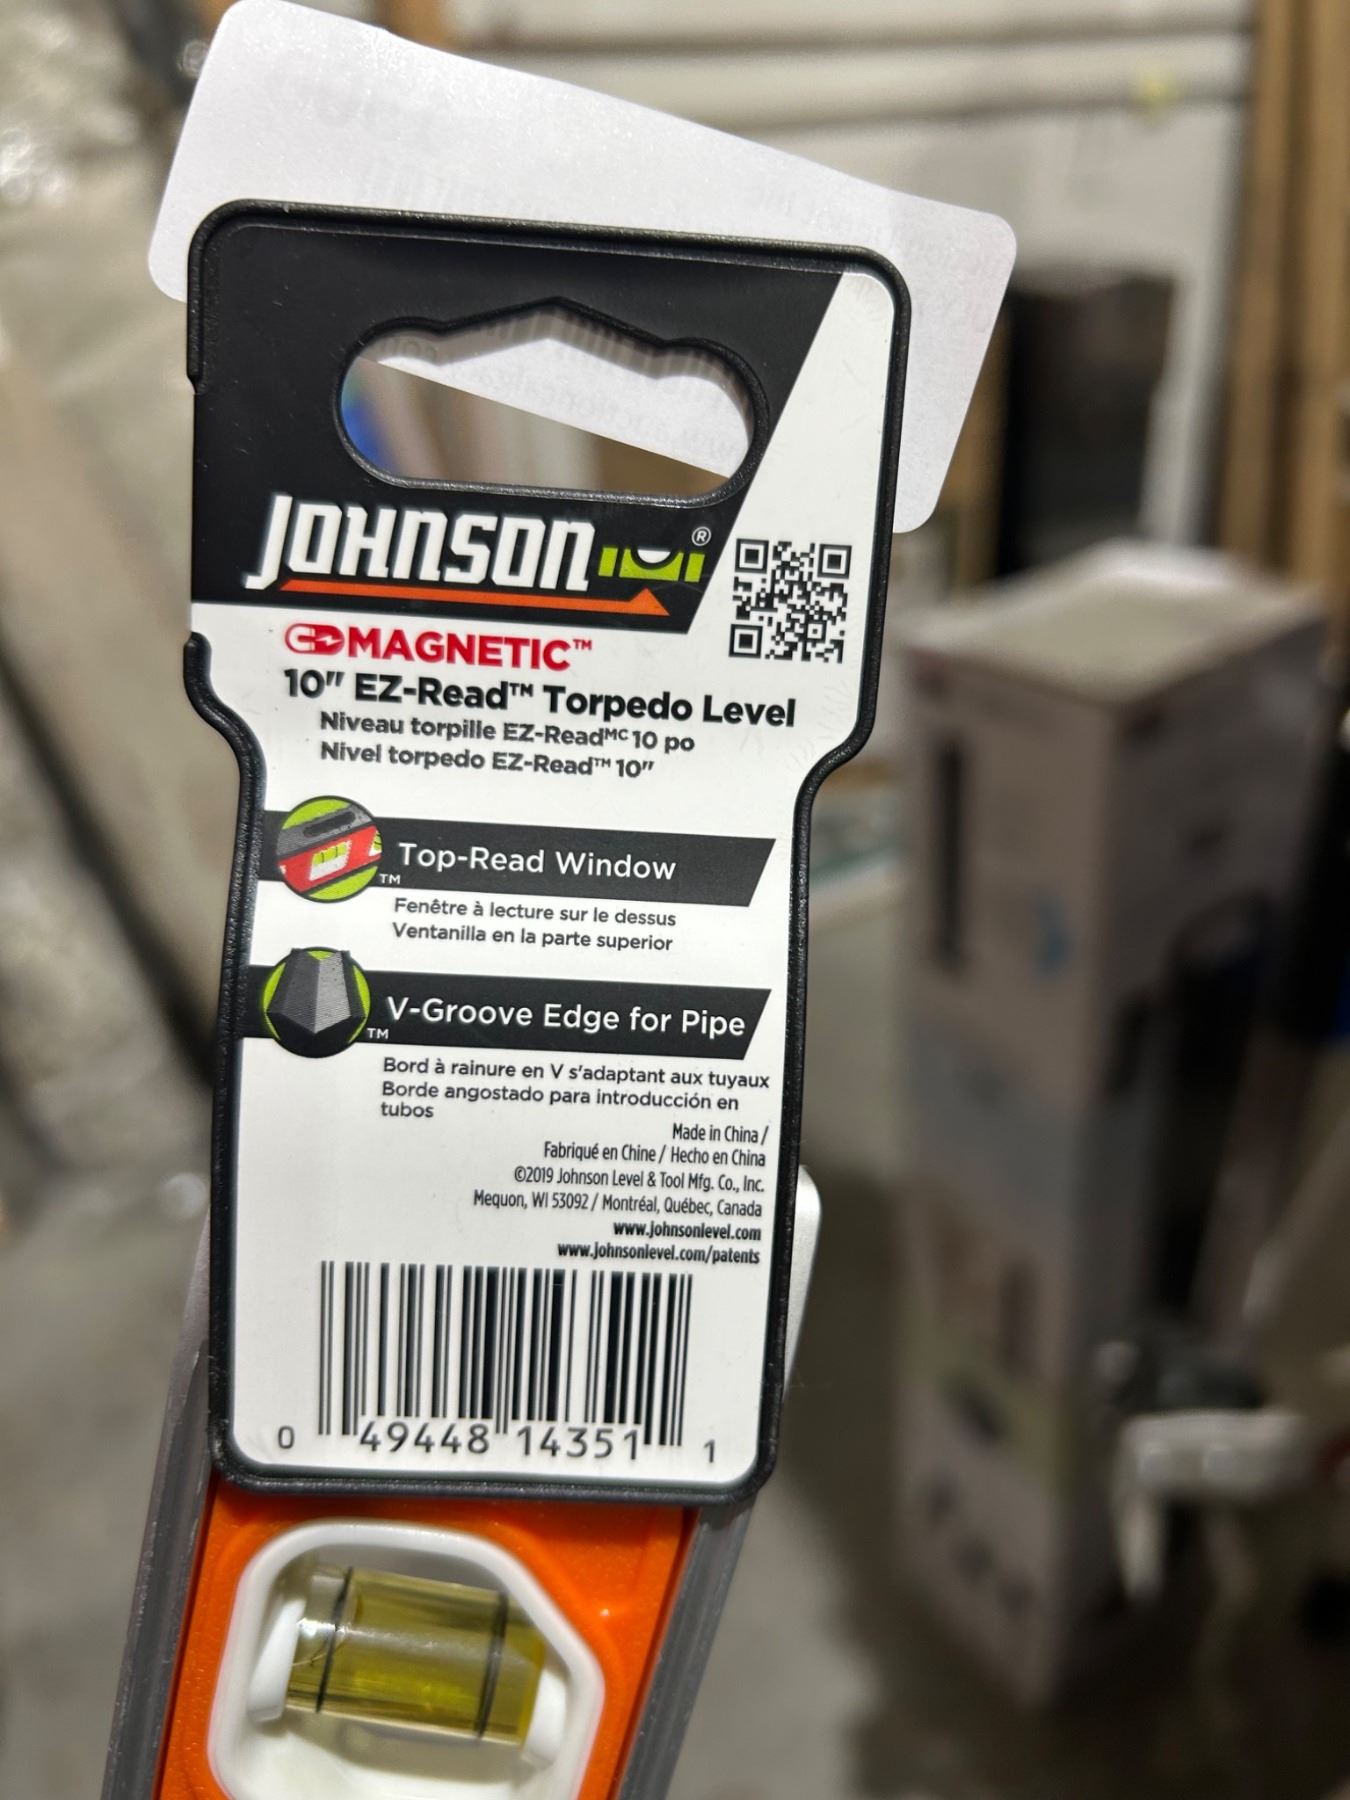 JOHNSON®
MAGNETIC™
10" EZ-Read™ Torpedo Level
Niveau torpille EZ-Readᴹᶜ 10 po
Nivel torpedo EZ-Read™ 10"
™ Top-Read Window
Fenêtre à lecture sur le dessus
Ventanilla en la parte superior
™ V-Groove Edge for Pipe
Bord à rainure en V s'adaptant aux tuyaux
Borde angostado para introducción en
tubos
Made in China /
Fabriqué en Chine / Hecho en China
©2019 Johnson Level & Tool Mfg. Co., Inc.
Mequon, WI 53092 / Montréal, Québec, Canada
www.johnsonlevel.com
www.johnsonlevel.com/patents
0 49448 14351 1